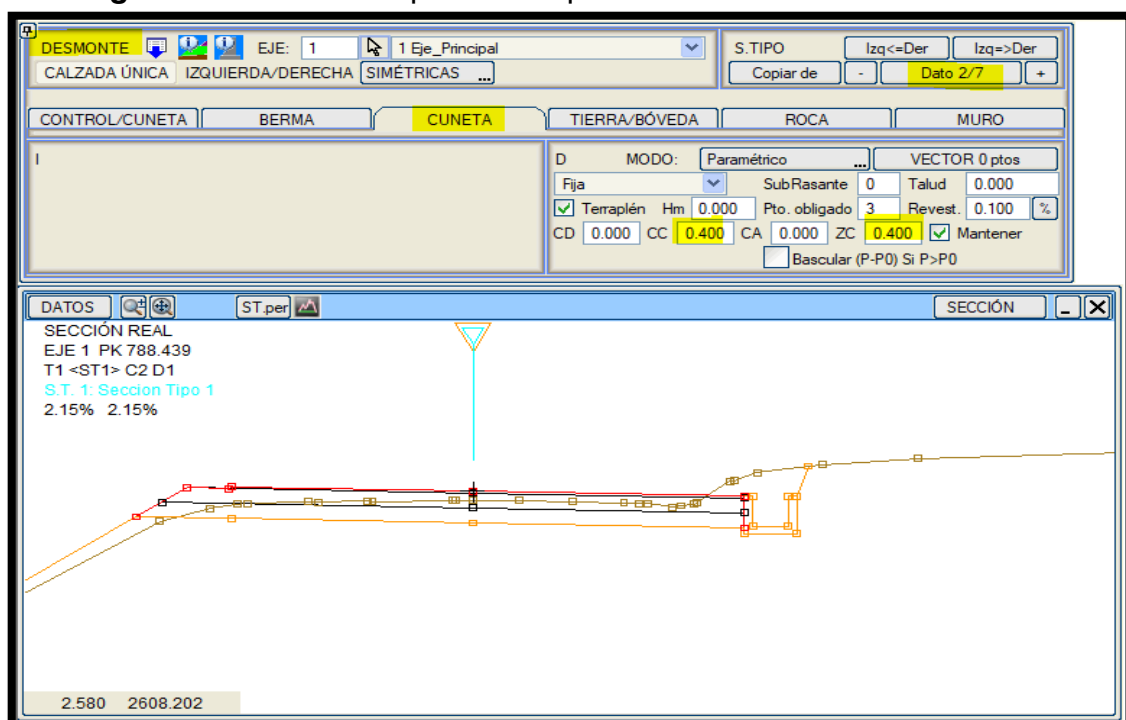 DESMONTE EJE: 1 1 Eje_Principal S.TIPO Izq<=Der Izq=>Der
CALZADA ÚNICA IZQUIERDA/DERECHA SIMÉTRICAS ... Copiar de - Dato 2/7 +
CONTROL/CUNETA BERMA CUNETA TIERRA/BÓVEDA ROCA MURO
I D MODO: Paramétrico ... VECTOR 0 ptos
Fija SubRasante 0 Talud 0.000
Terraplén Hm 0.000 Pto. obligado 3 Revest. 0.100 %
CD 0.000 CC 0.400 CA 0.000 ZC 0.400 Mantener
Bascular (P-P0) Si P>P0
DATOS ST.per SECCIÓN
SECCIÓN REAL
EJE 1 PK 788.439
T1 <ST1> C2 D1
S.T. 1: Seccion Tipo 1
2.15% 2.15%
2.580 2608.202